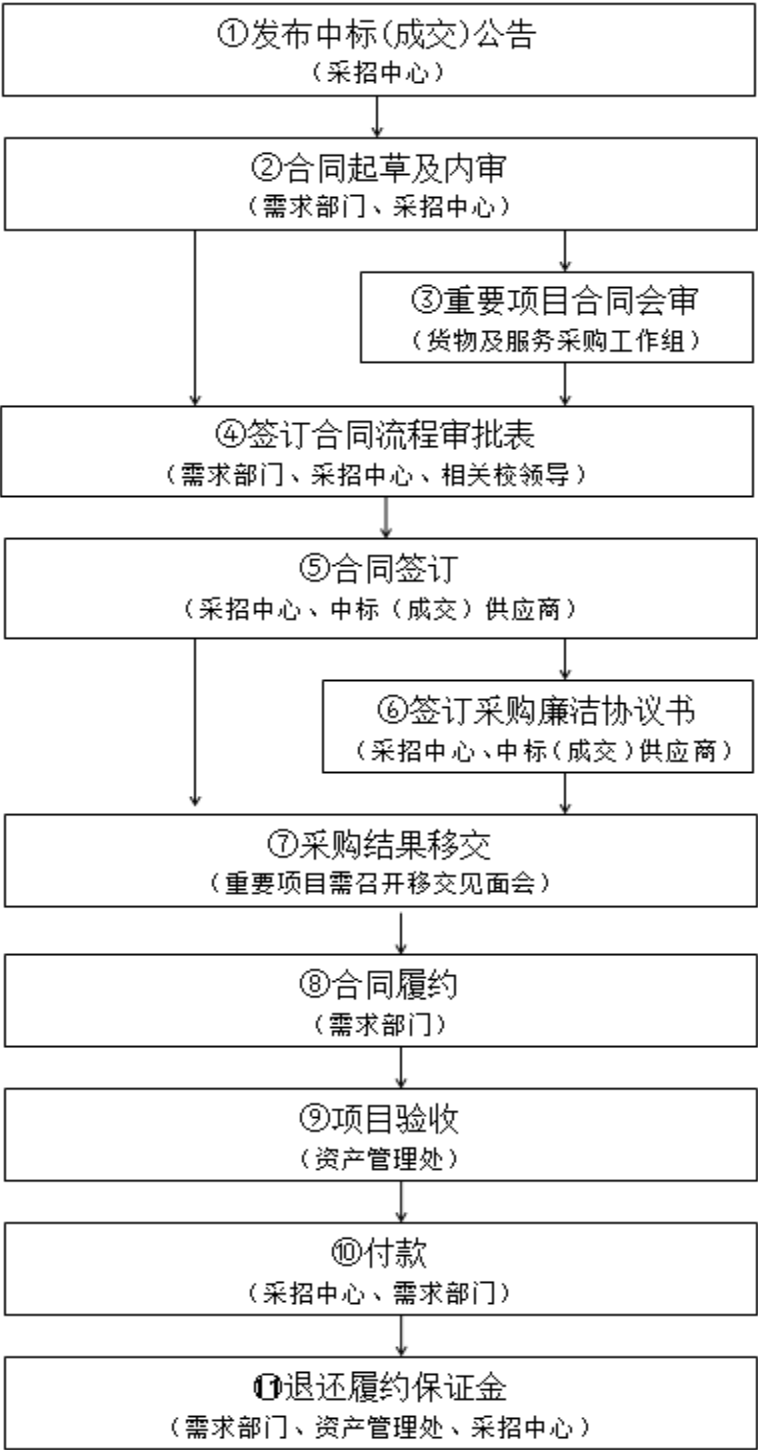 ①发布中标(成交)公告
（采招中心）
②合同起草及内审
（需求部门、采招中心）
③重要项目合同会审
（货物及服务采购工作组）
④签订合同流程审批表
（需求部门、采招中心、相关校领导）
⑤合同签订
（采招中心、中标（成交）供应商）
⑥签订采购廉洁协议书
（采招中心、中标(成交)供应商）
⑦采购结果移交
（重要项目需召开移交见面会）
⑧合同履约
（需求部门）
⑨项目验收
（资产管理处）
⑩付款
（采招中心、需求部门）
⑪退还履约保证金
（需求部门、资产管理处、采招中心）